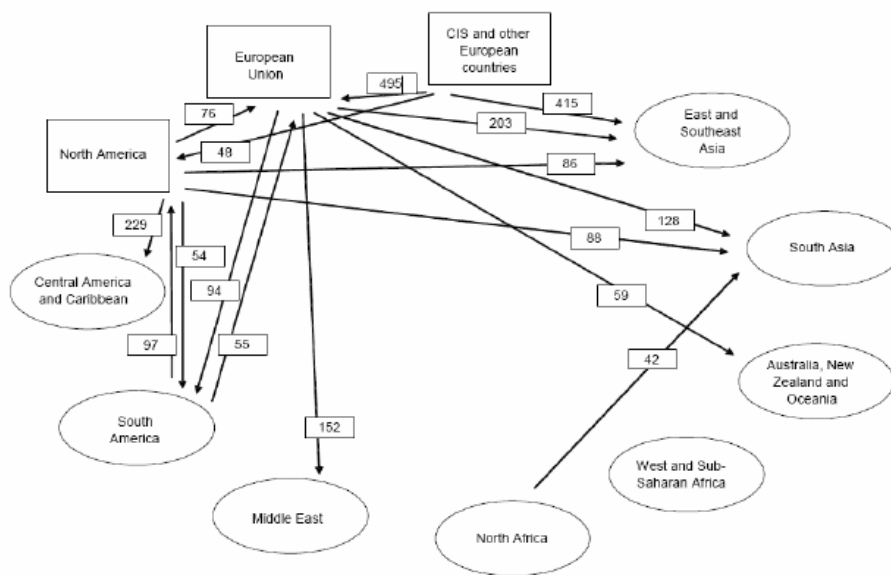 CIS and other
European
countries
European
Union
495
415
76
203
East and
Southeast
Asia
North America
48
86
128
229
54
88
South Asia
Central America
and Caribbean
94
59
97
55
42
Australia, New
Zealand and
Oceania
South
America
152
West and Sub-
Saharan Africa
Middle East
North Africa